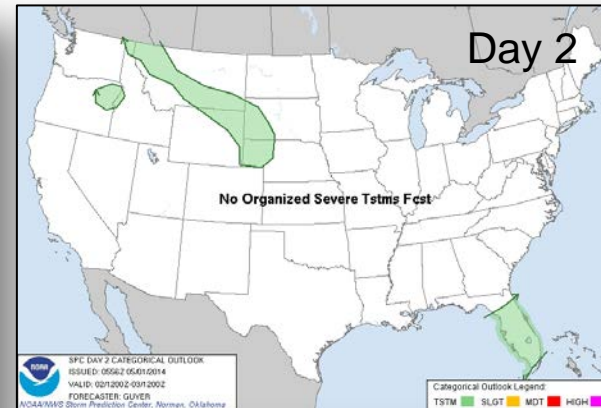 Day 2
No Organized Severe Tstms Fcst
SPC DAY 2 CATEGORICAL OUTLOOK
ISSUED: 0556Z 05/01/2014
VALID: 02/1200Z-03/1200Z
FORECASTER: GUYER
NOAA/NWS Storm Prediction Center, Norman, Oklahoma
Categorical Outlook Legend:
TSTM SLGT MDT HIGH
NOAA